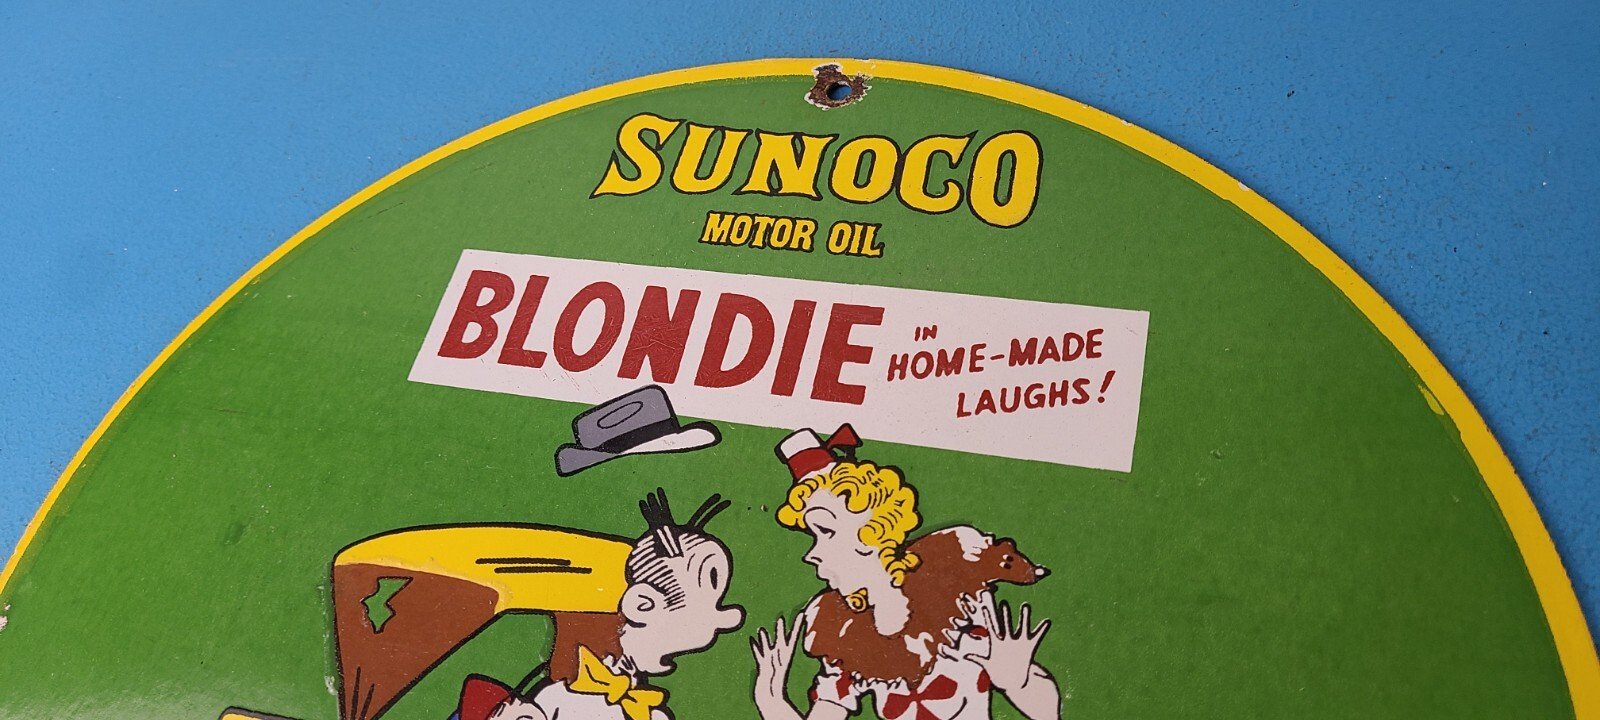 SUNOCO
MOTOR OIL
BLONDIE IN
HOME-MADE
LAUGHS!